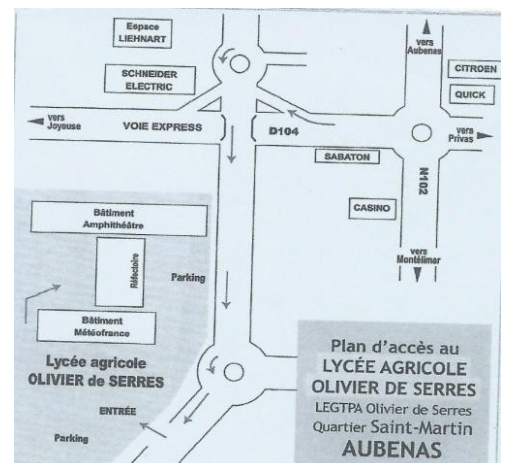 Espace
LIEHNART
SCHNEIDER
ELECTRIC
vers
Aubenas
CITROEN
QUICK
vers
Joyeuse
VOIE EXPRESS
D104
vers
Privas
SABATON
N102
CASINO
vers
Montélimar
Bâtiment
Amphithéâtre
Réfectoire
Parking
Bâtiment
Météofrance
Lycée agricole
OLIVIER de SERRES
ENTRÉE
Parking
Plan d'accès au
LYCÉE AGRICOLE
OLIVIER DE SERRES
LEGTPA Olivier de Serres
Quartier Saint-Martin
AUBENAS